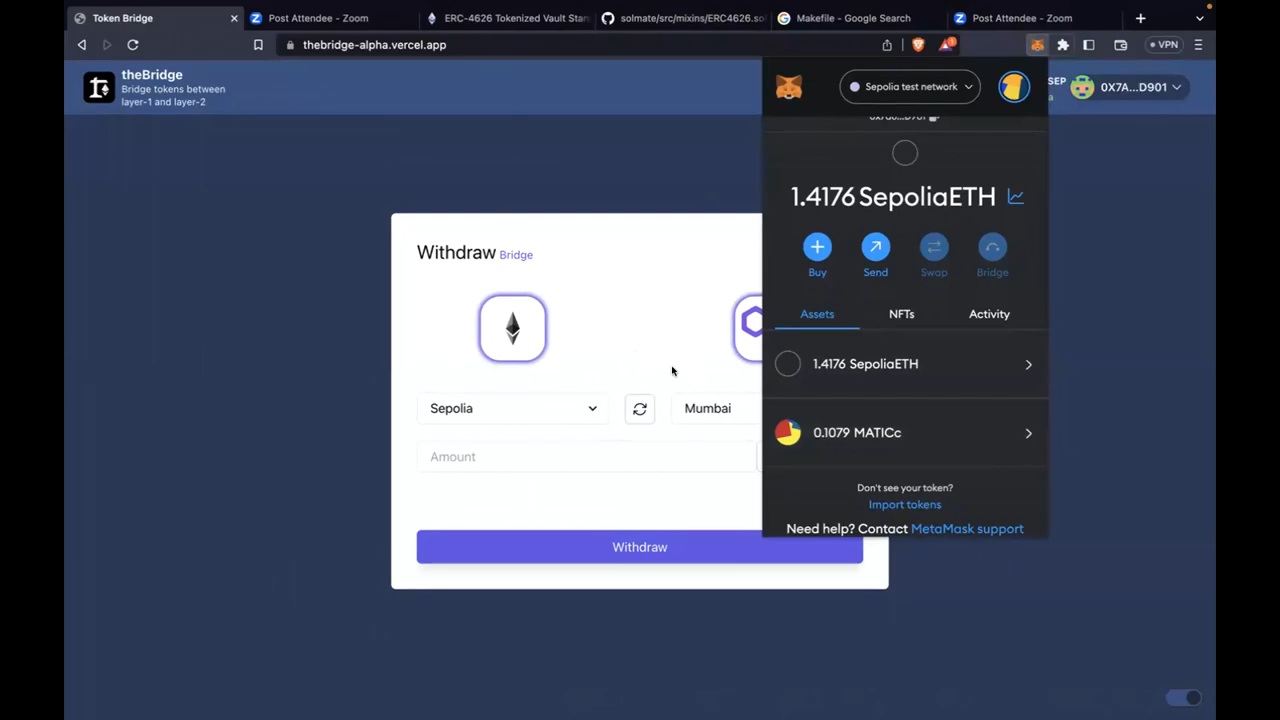 Token Bridge
Post Attendee - Zoom
ERC-4626 Tokenized Vault Stan
solmate/src/mixins/ERC4626.so
Makefile - Google Search
Post Attendee - Zoom
thebridge-alpha.vercel.app
VPN
theBridge
Bridge tokens between
layer-1 and layer-2
Sepolia test network
SEP
a
0X7A...D901
1.4176 SepoliaETH
Buy
Send
Swap
Bridge
Assets
NFTs
Activity
1.4176 SepoliaETH
0.1079 MATICc
Don't see your token?
Import tokens
Need help? Contact MetaMask support
Withdraw Bridge
Sepolia
Mumbai
Amount
Withdraw